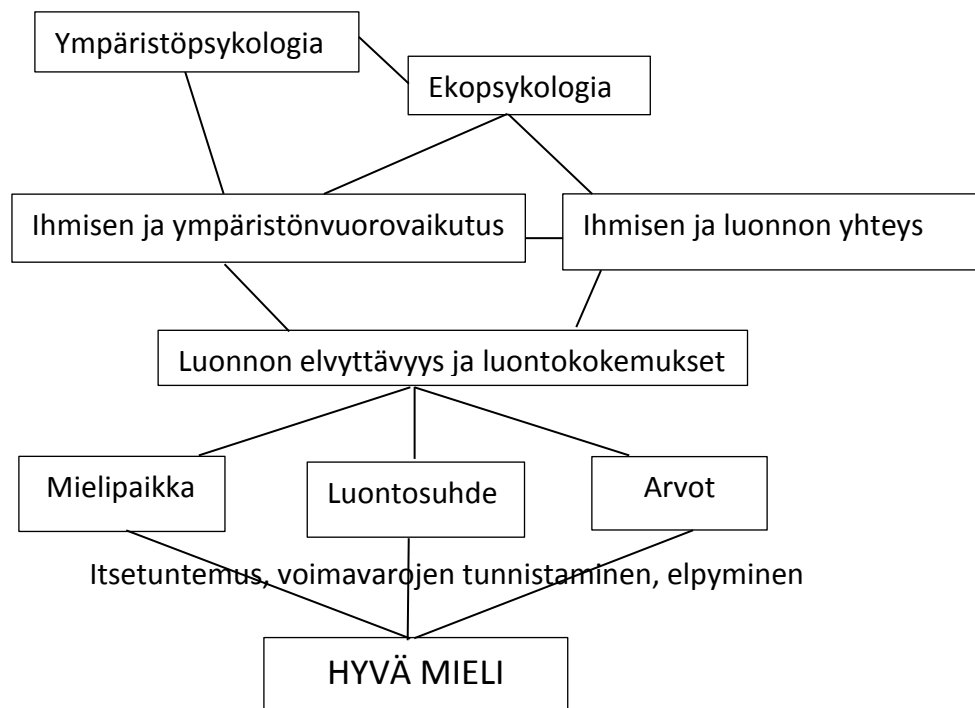 Ympäristöpsykologia
Ekopsykologia
Ihmisen ja ympäristönvuorovaikutus
Ihmisen ja luonnon yhteys
Luonnon elvyttävyys ja luontokokemukset
Mielipaikka
Luontosuhde
Arvot
Itsetuntemus, voimavarojen tunnistaminen, elpyminen
HYVÄ MIELI